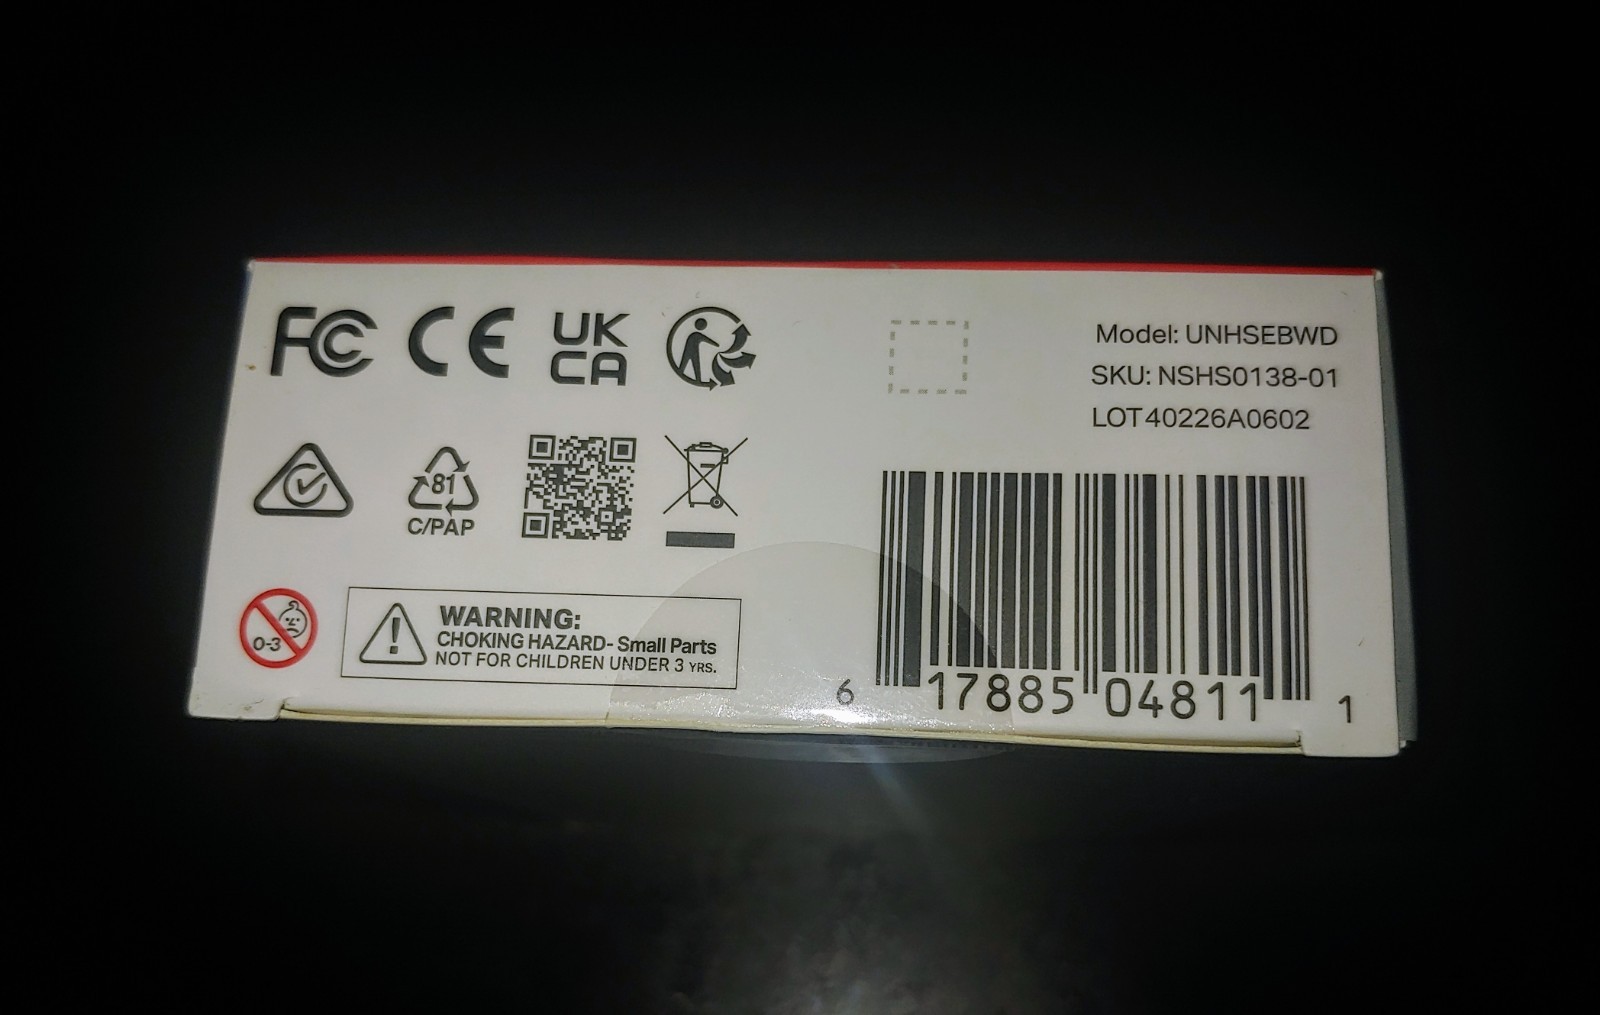 FC CE UK
CA
Model: UNHSEBWD
SKU: NSHS0138-01
LOT40226A0602
81
C/PAP
0-3
WARNING:
CHOKING HAZARD- Small Parts
NOT FOR CHILDREN UNDER 3 YRS.
6 17885 04811 1